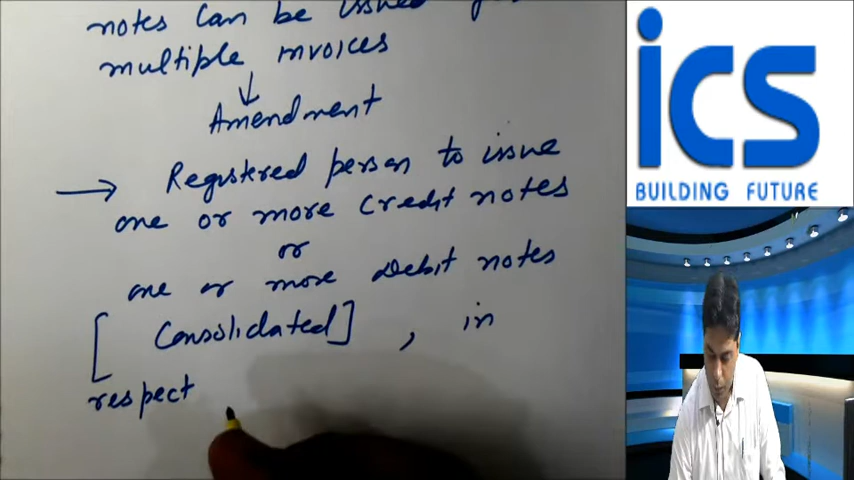 notes can be issued
multiple invoices
Amendment
Registered person to issue
one or more credit notes
or
one or more Debit notes
[ Consolidated ] , in
respect
ics
BUILDING FUTURE